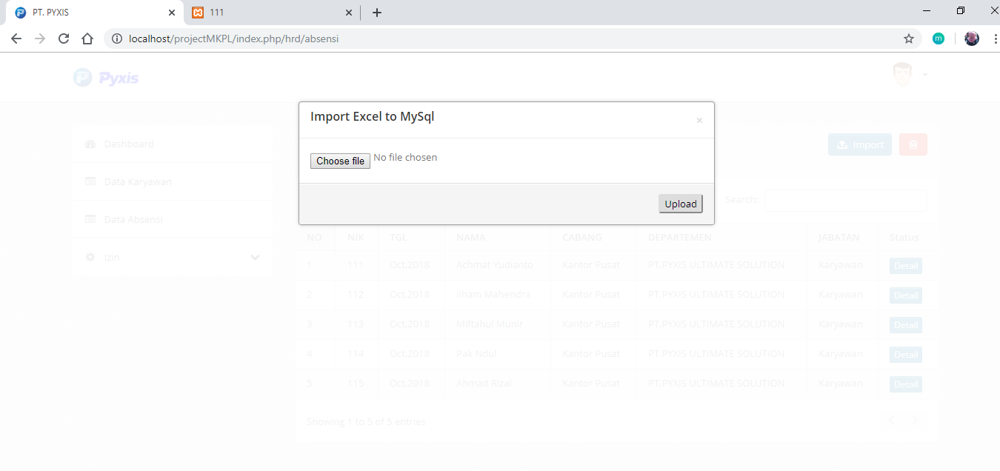 PT. PYXIS
111
localhost/projectMKPL/index.php/hrd/absensi
Pyxis
Import Excel to MySql
Choose file No file chosen
Upload
Dashboard
Data Karyawan
Data Absensi
Izin
Import
Search:
NO NIK TGL NAMA CABANG DEPARTEMEN JABATAN Status
1 111 Oct,2018 Achmat Yudianto Kantor Pusat PT.PYXIS ULTIMATE SOLUTION Karyawan Detail
2 112 Oct,2018 Ilham Mahendra Kantor Pusat PT.PYXIS ULTIMATE SOLUTION Karyawan Detail
3 113 Oct,2018 Miftahul Munir Kantor Pusat PT.PYXIS ULTIMATE SOLUTION Karyawan Detail
4 114 Oct,2018 Pak Ndul Kantor Pusat PT.PYXIS ULTIMATE SOLUTION Karyawan Detail
5 115 Oct,2018 Ahmad Rizal Kantor Pusat PT.PYXIS ULTIMATE SOLUTION Karyawan Detail
Showing 1 to 5 of 5 entries